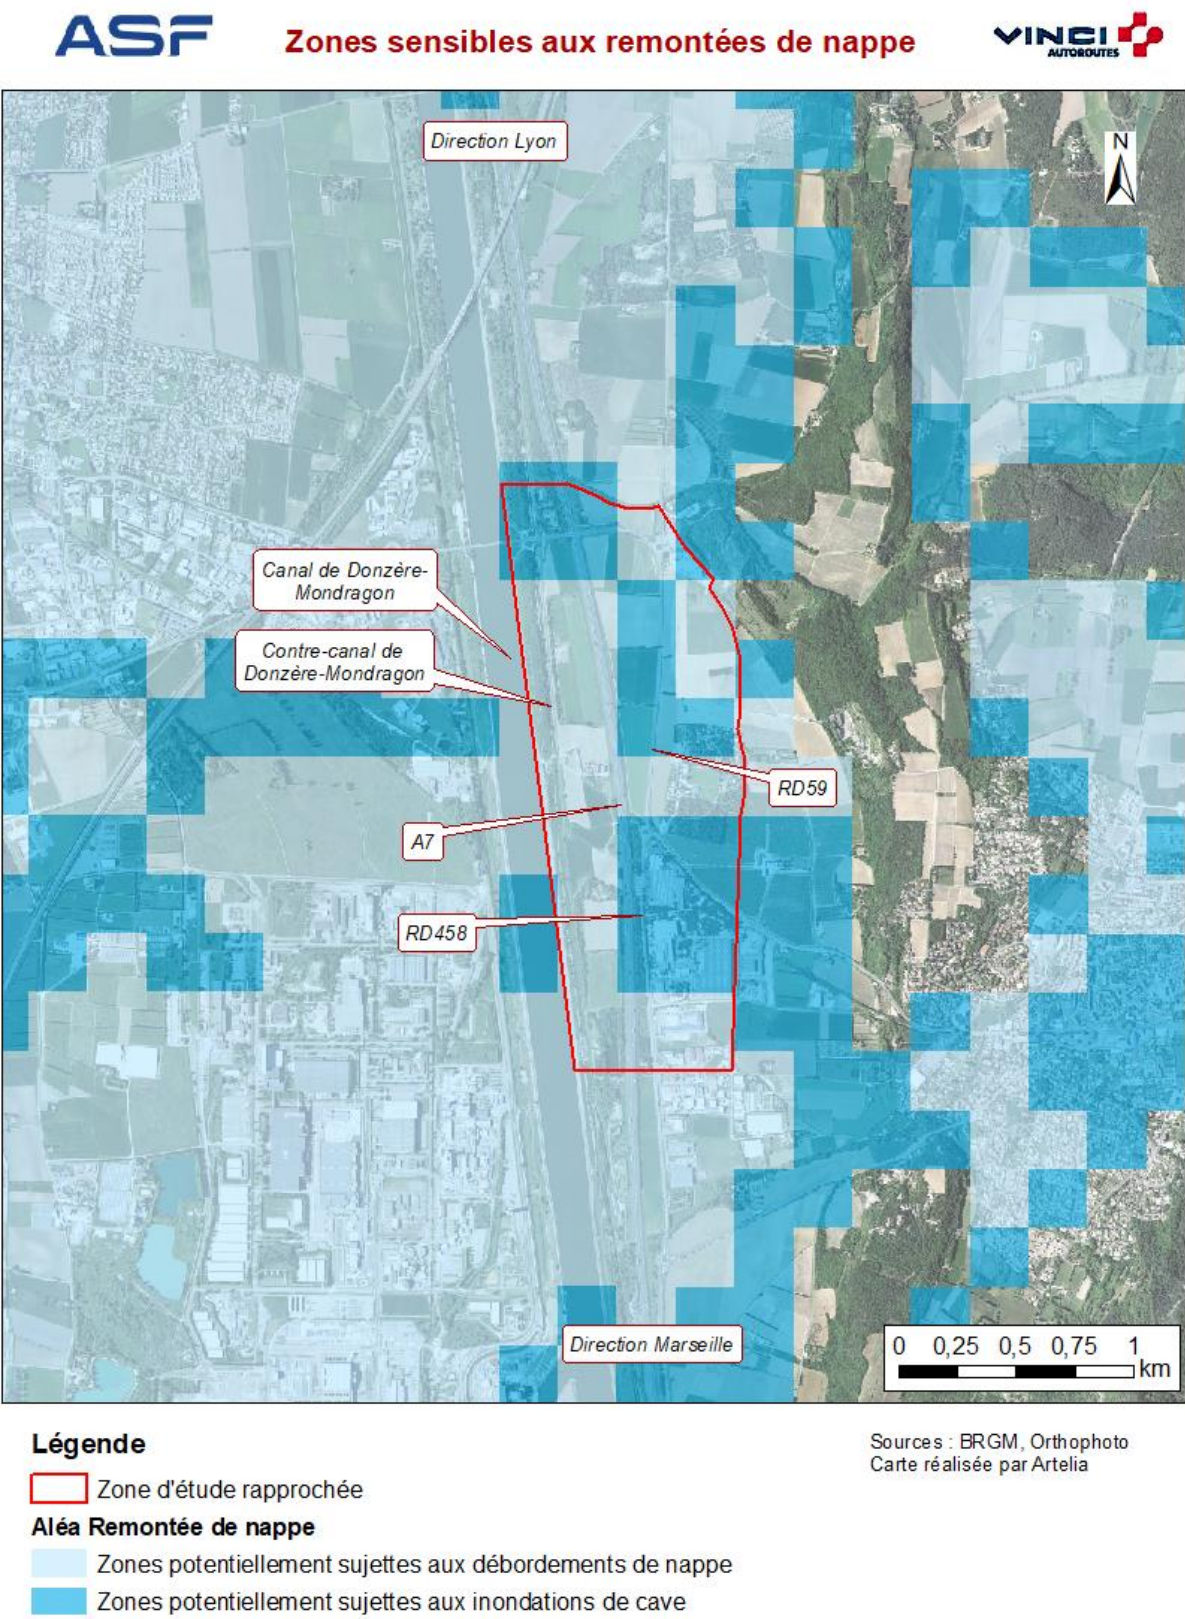 ASF
Zones sensibles aux remontées de nappe
VINCI
AUTOROUTES
Direction Lyon
N
Canal de Donzère-
Mondragon
Contre-canal de
Donzère-Mondragon
RD59
A7
RD458
Direction Marseille
0 0,25 0,5 0,75 1
km
Légende
Zone d'étude rapprochée
Aléa Remontée de nappe
Zones potentiellement sujettes aux débordements de nappe
Zones potentiellement sujettes aux inondations de cave
Sources : BRGM, Orthophoto
Carte réalisée par Artelia